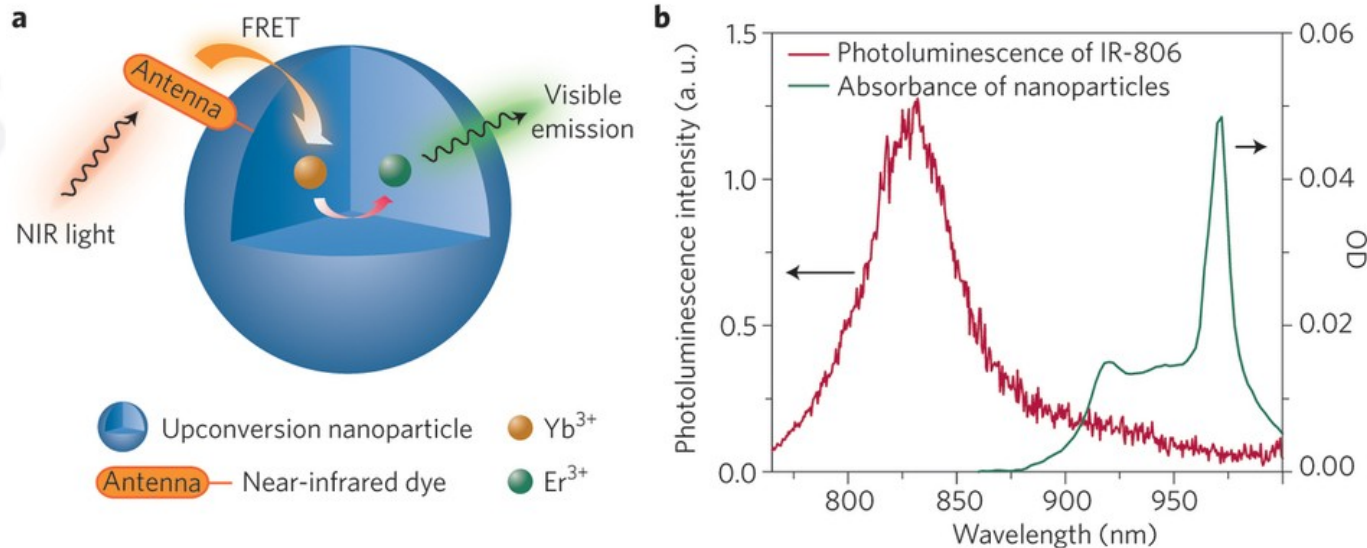 a
FRET
Antenna
NIR light
Visible
emission
Upconversion nanoparticle
Yb³⁺
Antenna
Near-infrared dye
Er³⁺
b
Photoluminescence of IR-806
Absorbance of nanoparticles
Photoluminescence intensity (a. u.)
1.5
1.0
0.5
0.0
0.06
0.04
0.02
0.00
OD
800
850
900
950
Wavelength (nm)